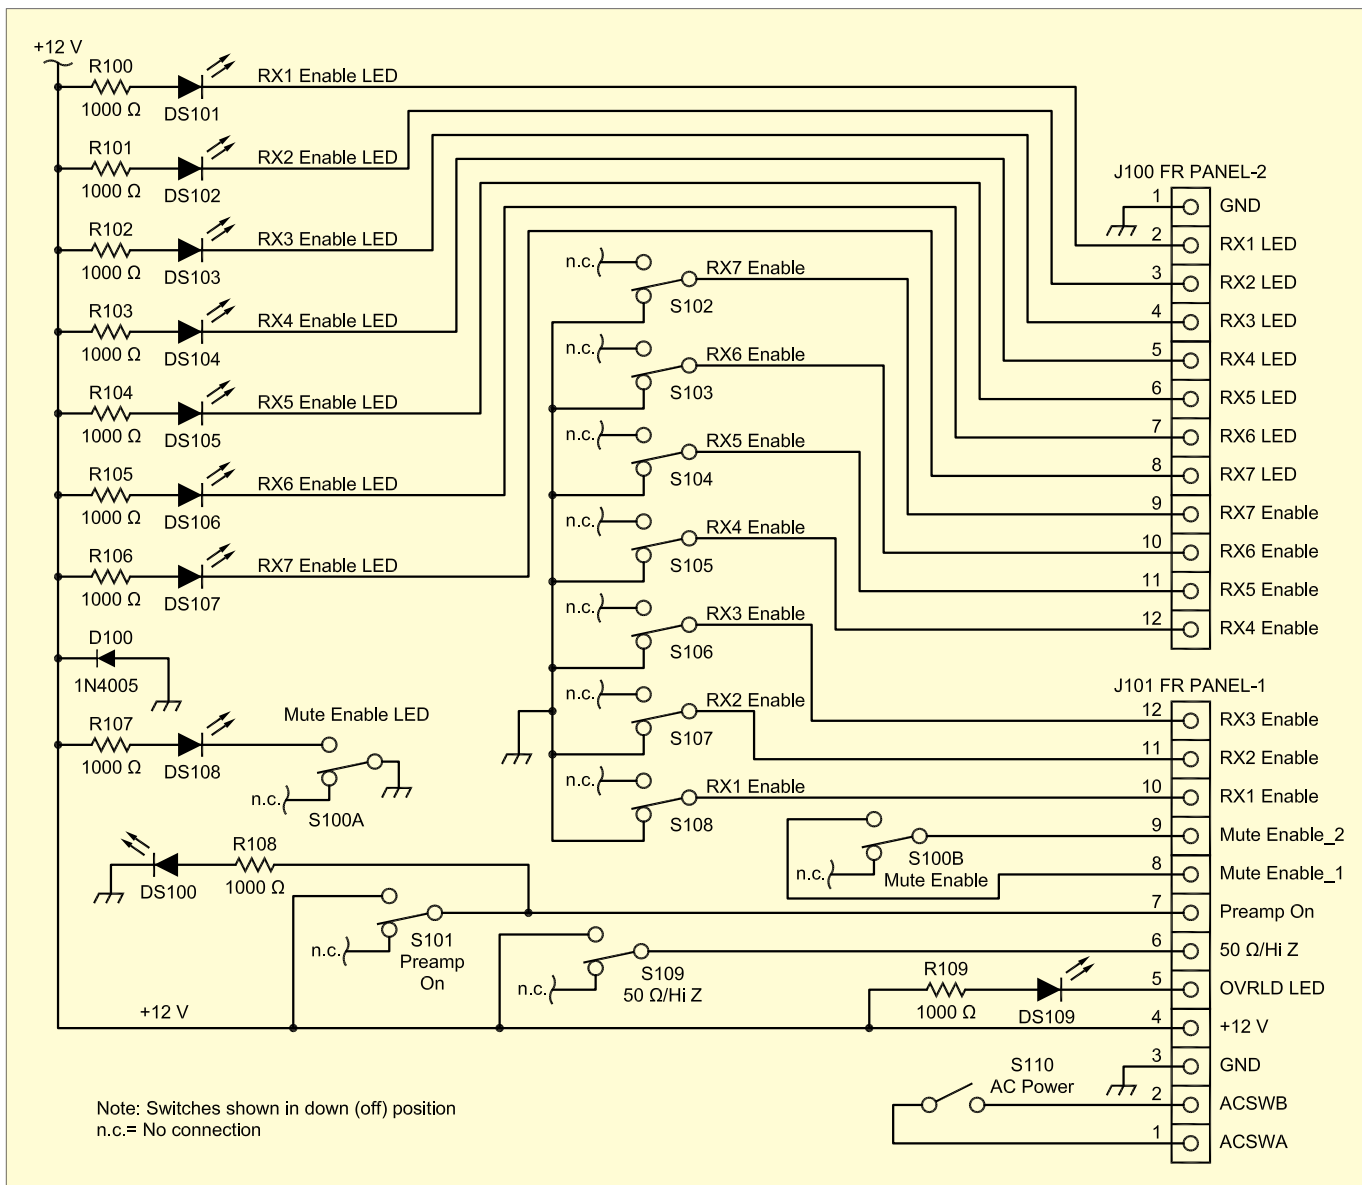 +12 V
R100
1000 Ω
DS101
RX1 Enable LED
R101
1000 Ω
DS102
RX2 Enable LED
R102
1000 Ω
DS103
RX3 Enable LED
R103
1000 Ω
DS104
RX4 Enable LED
R104
1000 Ω
DS105
RX5 Enable LED
R105
1000 Ω
DS106
RX6 Enable LED
R106
1000 Ω
DS107
RX7 Enable LED
D100
1N4005
R107
1000 Ω
DS108
Mute Enable LED
n.c.
S100A
DS100
R108
1000 Ω
n.c.
RX7 Enable
S102
n.c.
RX6 Enable
S103
n.c.
RX5 Enable
S104
n.c.
RX4 Enable
S105
n.c.
RX3 Enable
S106
n.c.
RX2 Enable
S107
n.c.
RX1 Enable
S108
n.c.
S100B
Mute Enable
n.c.
S101
Preamp
On
n.c.
S109
50 Ω/Hi Z
R109
1000 Ω
DS109
+12 V
S110
AC Power
J100 FR PANEL-2
1 GND
2 RX1 LED
3 RX2 LED
4 RX3 LED
5 RX4 LED
6 RX5 LED
7 RX6 LED
8 RX7 LED
9 RX7 Enable
10 RX6 Enable
11 RX5 Enable
12 RX4 Enable
J101 FR PANEL-1
12 RX3 Enable
11 RX2 Enable
10 RX1 Enable
9 Mute Enable_2
8 Mute Enable_1
7 Preamp On
6 50 Ω/Hi Z
5 OVRLD LED
4 +12 V
3 GND
2 ACSWB
1 ACSWA
Note: Switches shown in down (off) position
n.c.= No connection